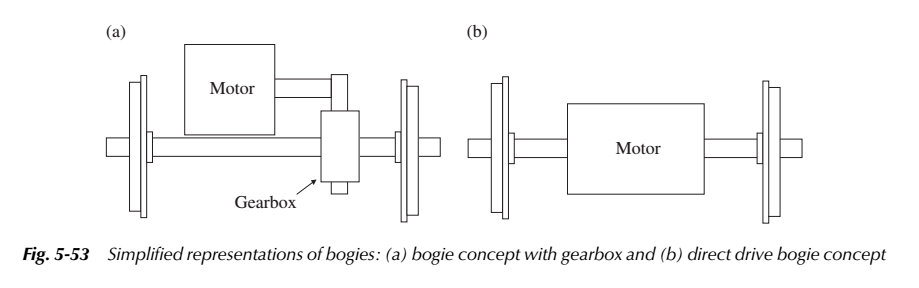 (a)
Motor
Gearbox
(b)
Motor
Fig. 5-53 Simplified representations of bogies: (a) bogie concept with gearbox and (b) direct drive bogie concept